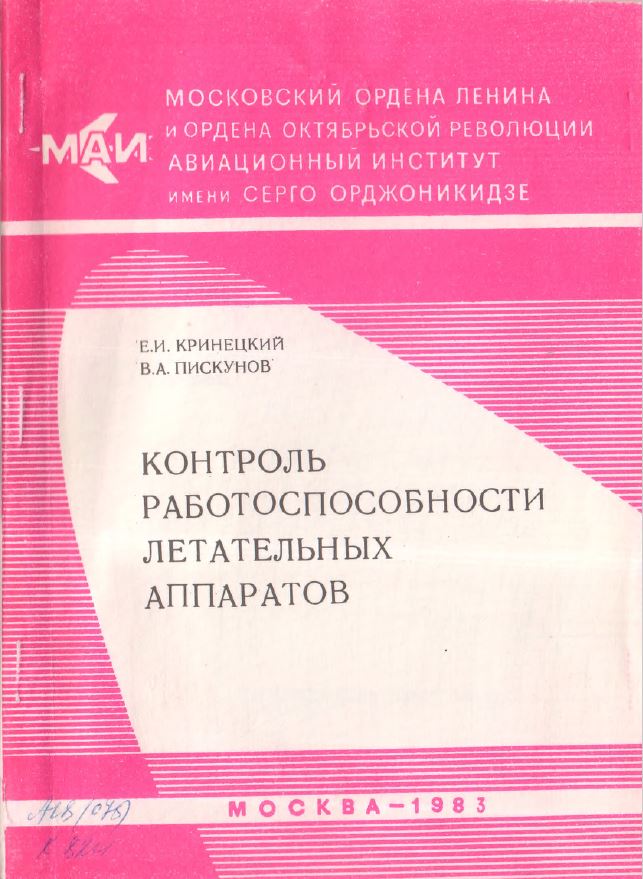 МОСКОВСКИЙ ОРДЕНА ЛЕНИНА
И ОРДЕНА ОКТЯБРЬСКОЙ РЕВОЛЮЦИИ
МАИ
АВИАЦИОННЫЙ ИНСТИТУТ
ИМЕНИ СЕРГО ОРДЖОНИКИДЗЕ
Е.И. КРИНЕЦКИЙ
В.А. ПИСКУНОВ
КОНТРОЛЬ
РАБОТОСПОСОБНОСТИ
ЛЕТАТЕЛЬНЫХ
АППАРАТОВ
МОСКВА–1983